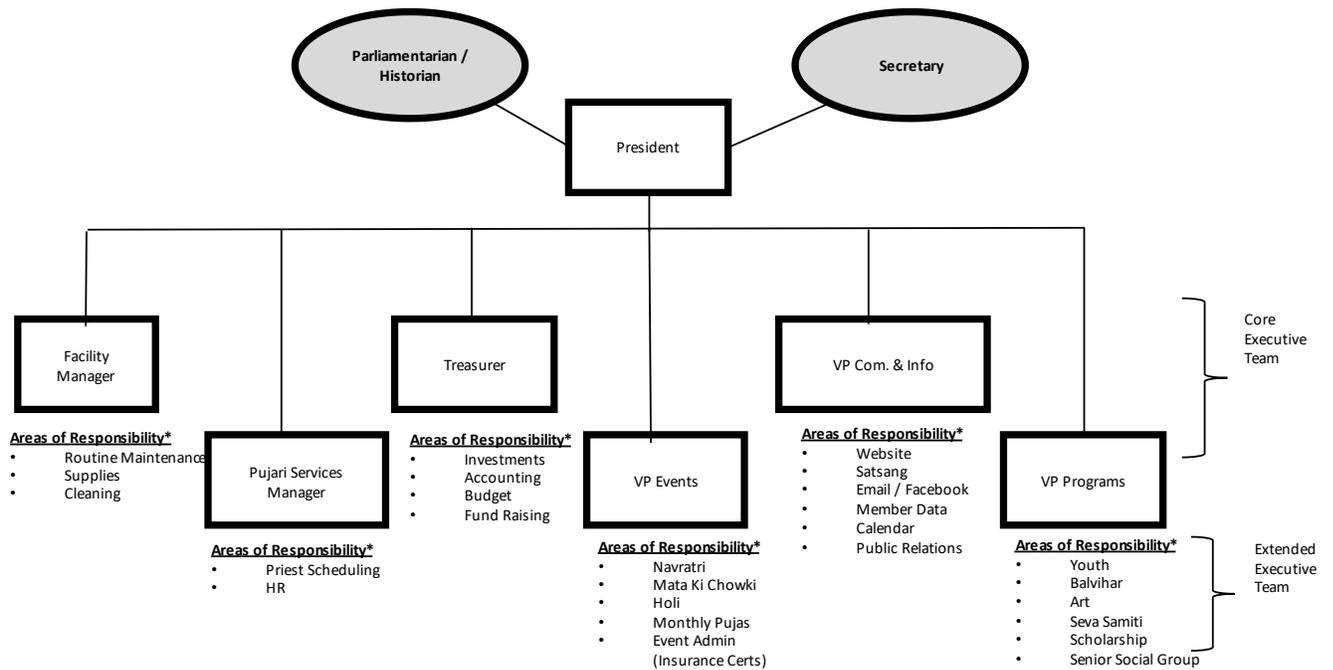 Parliamentarian /
Historian
Secretary
President
Facility
Manager
Areas of Responsibility*
• Routine Maintenance
• Supplies
• Cleaning
Pujari Services
Manager
Areas of Responsibility*
• Priest Scheduling
• HR
Treasurer
Areas of Responsibility*
• Investments
• Accounting
• Budget
• Fund Raising
VP Events
Areas of Responsibility*
• Navratri
• Mata Ki Chowki
• Holi
• Monthly Pujas
• Event Admin
(Insurance Certs)
VP Com. & Info
Areas of Responsibility*
• Website
• Satsang
• Email / Facebook
• Member Data
• Calendar
• Public Relations
VP Programs
Areas of Responsibility*
• Youth
• Balvihar
• Art
• Seva Samiti
• Scholarship
• Senior Social Group
Core
Executive
Team
Extended
Executive
Team